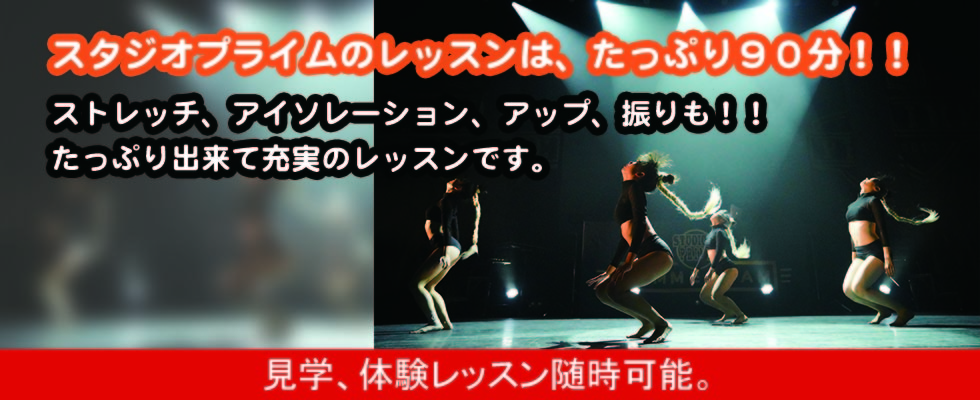 スタジオプライムのレッスンは、たっぷり９０分！！
ストレッチ、アイソレーション、アップ、振りも！！
たっぷり出来て充実のレッスンです。
見学、体験レッスン随時可能。